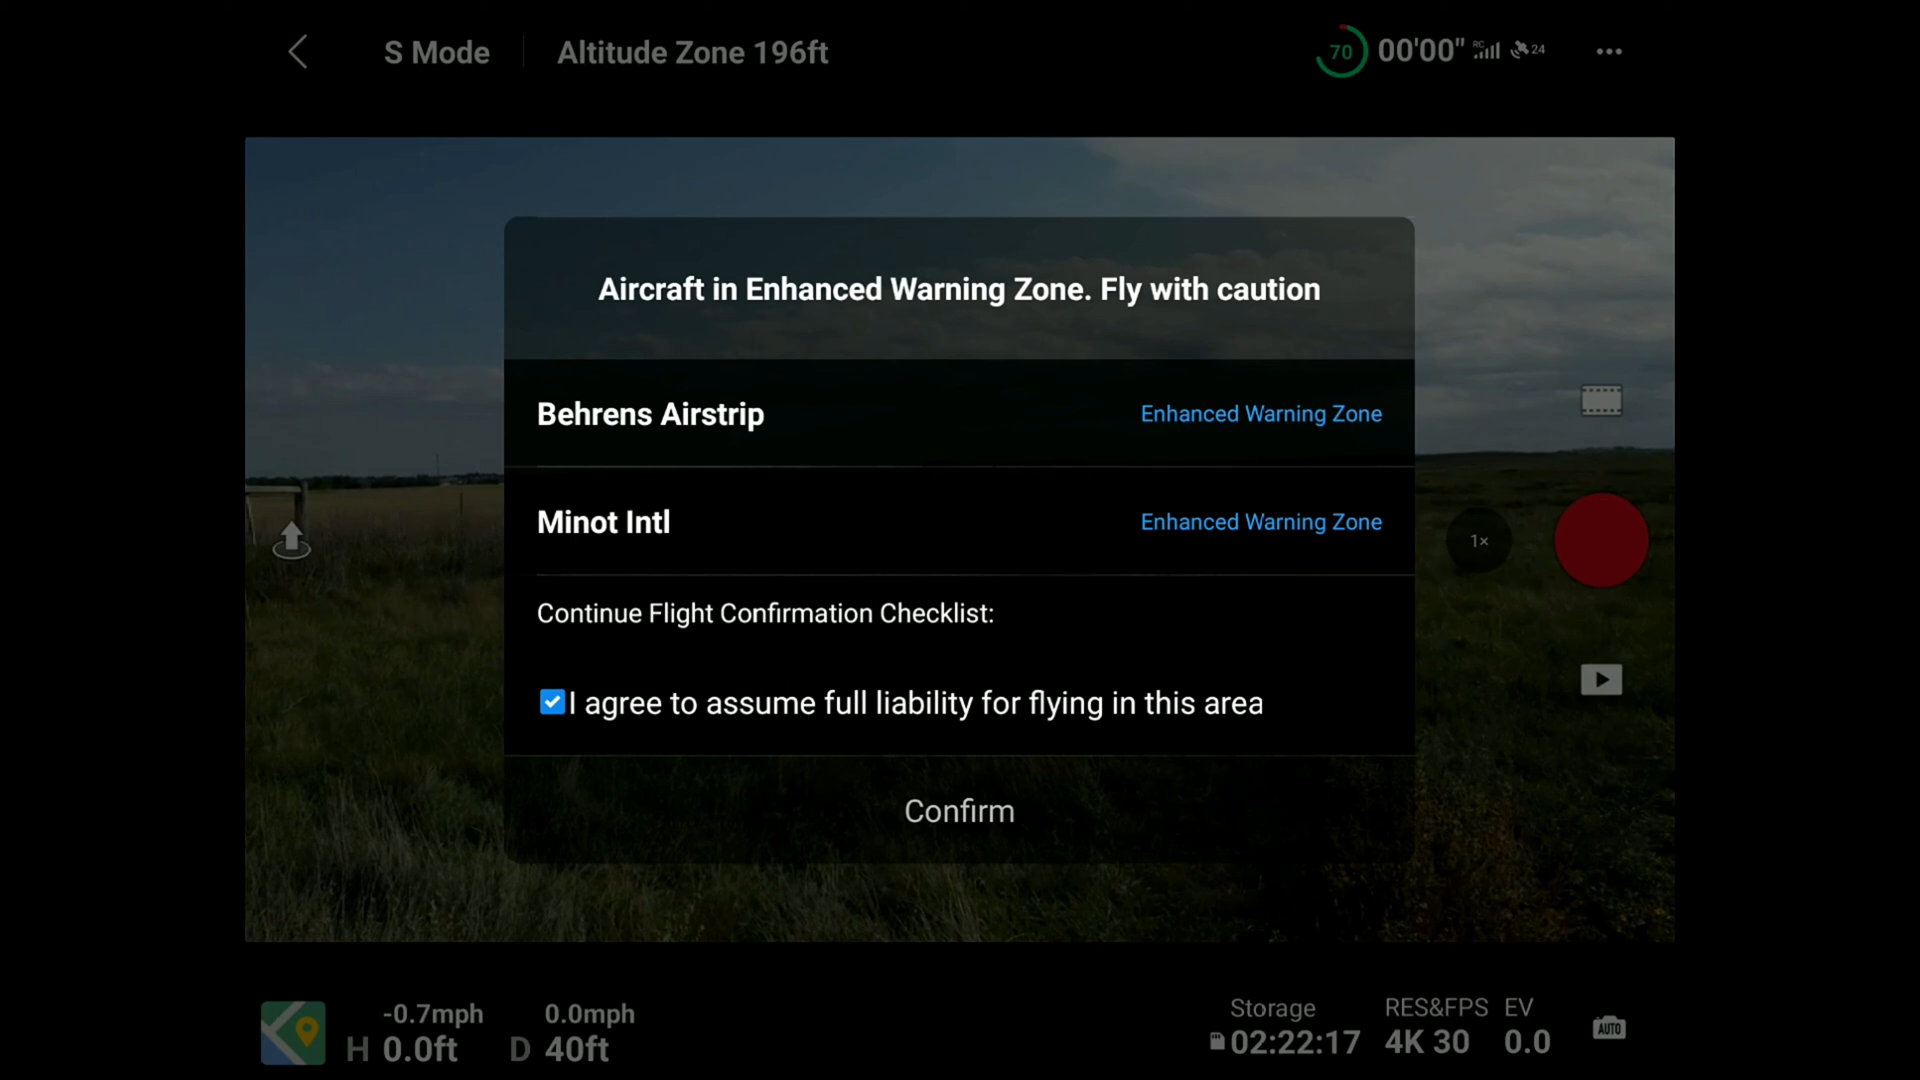 S Mode
Altitude Zone 196ft
70
00'00"
RC
24
Aircraft in Enhanced Warning Zone. Fly with caution
Behrens Airstrip
Enhanced Warning Zone
Minot Intl
Enhanced Warning Zone
Continue Flight Confirmation Checklist:
I agree to assume full liability for flying in this area
Confirm
1×
-0.7mph
0.0mph
H 0.0ft
D 40ft
Storage
RES&FPS
EV
02:22:17
4K 30
0.0
AUTO